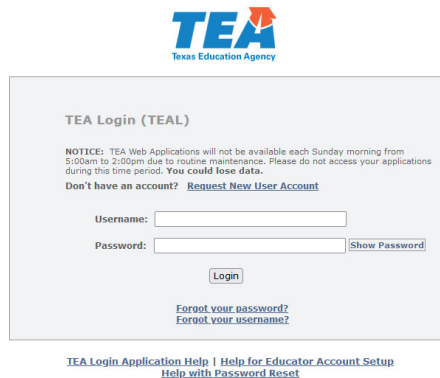 TEA
Texas Education Agency
TEA Login (TEAL)
NOTICE: TEA Web Applications will not be available each Sunday morning from
5:00am to 2:00pm due to routine maintenance. Please do not access your applications
during this time period. You could lose data.
Don't have an account? Request New User Account
Username:
Password: Show Password
Login
Forgot your password?
Forgot your username?
TEA Login Application Help | Help for Educator Account Setup
Help with Password Reset